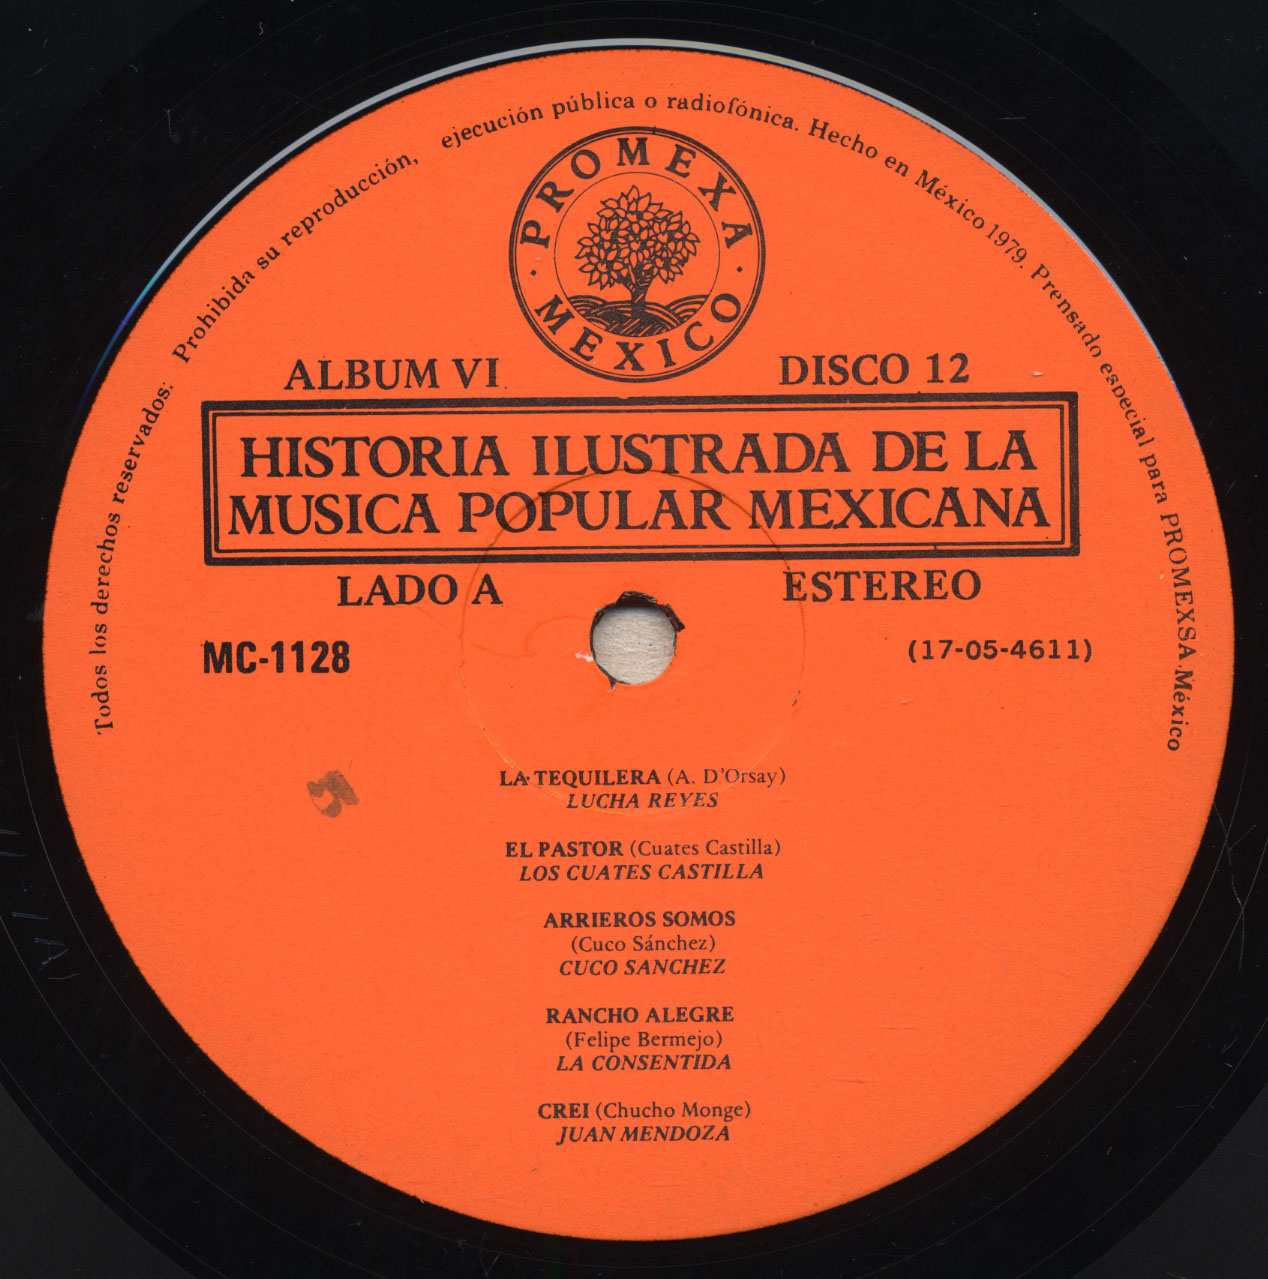 Todos los derechos reservados: Prohibida su reproducción, ejecución pública o radiofónica. Hecho en México 1979. Prensado especial para PROMEXSA México
PROMEXA
· MEXICO ·
ALBUM VI DISCO 12
HISTORIA ILUSTRADA DE LA
MUSICA POPULAR MEXICANA
LADO A ESTEREO
MC-1128 (17-05-4611)
LA TEQUILERA (A. D'Orsay)
LUCHA REYES
EL PASTOR (Cuates Castilla)
LOS CUATES CASTILLA
ARRIEROS SOMOS
(Cuco Sánchez)
CUCO SANCHEZ
RANCHO ALEGRE
(Felipe Bermejo)
LA CONSENTIDA
CREI (Chucho Monge)
JUAN MENDOZA